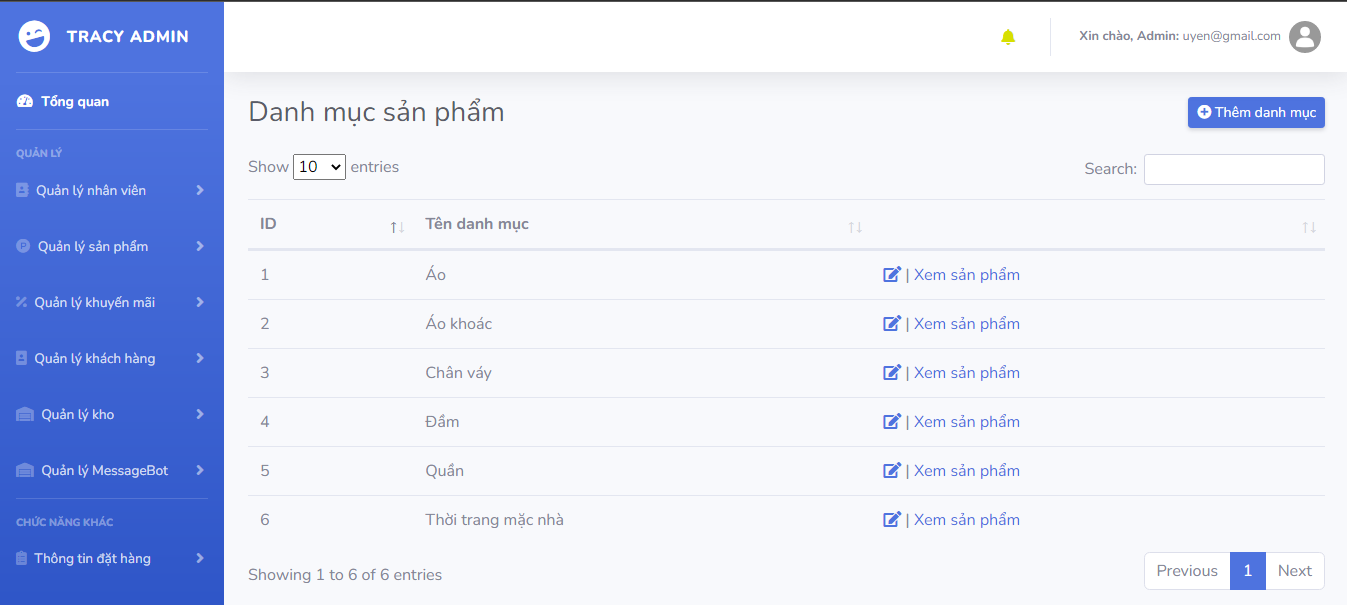 TRACY ADMIN
Xin chào, Admin: uyen@gmail.com
Tổng quan
QUẢN LÝ
Quản lý nhân viên
Quản lý sản phẩm
Quản lý khuyến mãi
Quản lý khách hàng
Quản lý kho
Quản lý MessageBot
CHỨC NĂNG KHÁC
Thông tin đặt hàng
Danh mục sản phẩm
Thêm danh mục
Show 10 entries
Search:
ID Tên danh mục
1 Áo | Xem sản phẩm
2 Áo khoác | Xem sản phẩm
3 Chân váy | Xem sản phẩm
4 Đầm | Xem sản phẩm
5 Quần | Xem sản phẩm
6 Thời trang mặc nhà | Xem sản phẩm
Showing 1 to 6 of 6 entries
Previous 1 Next